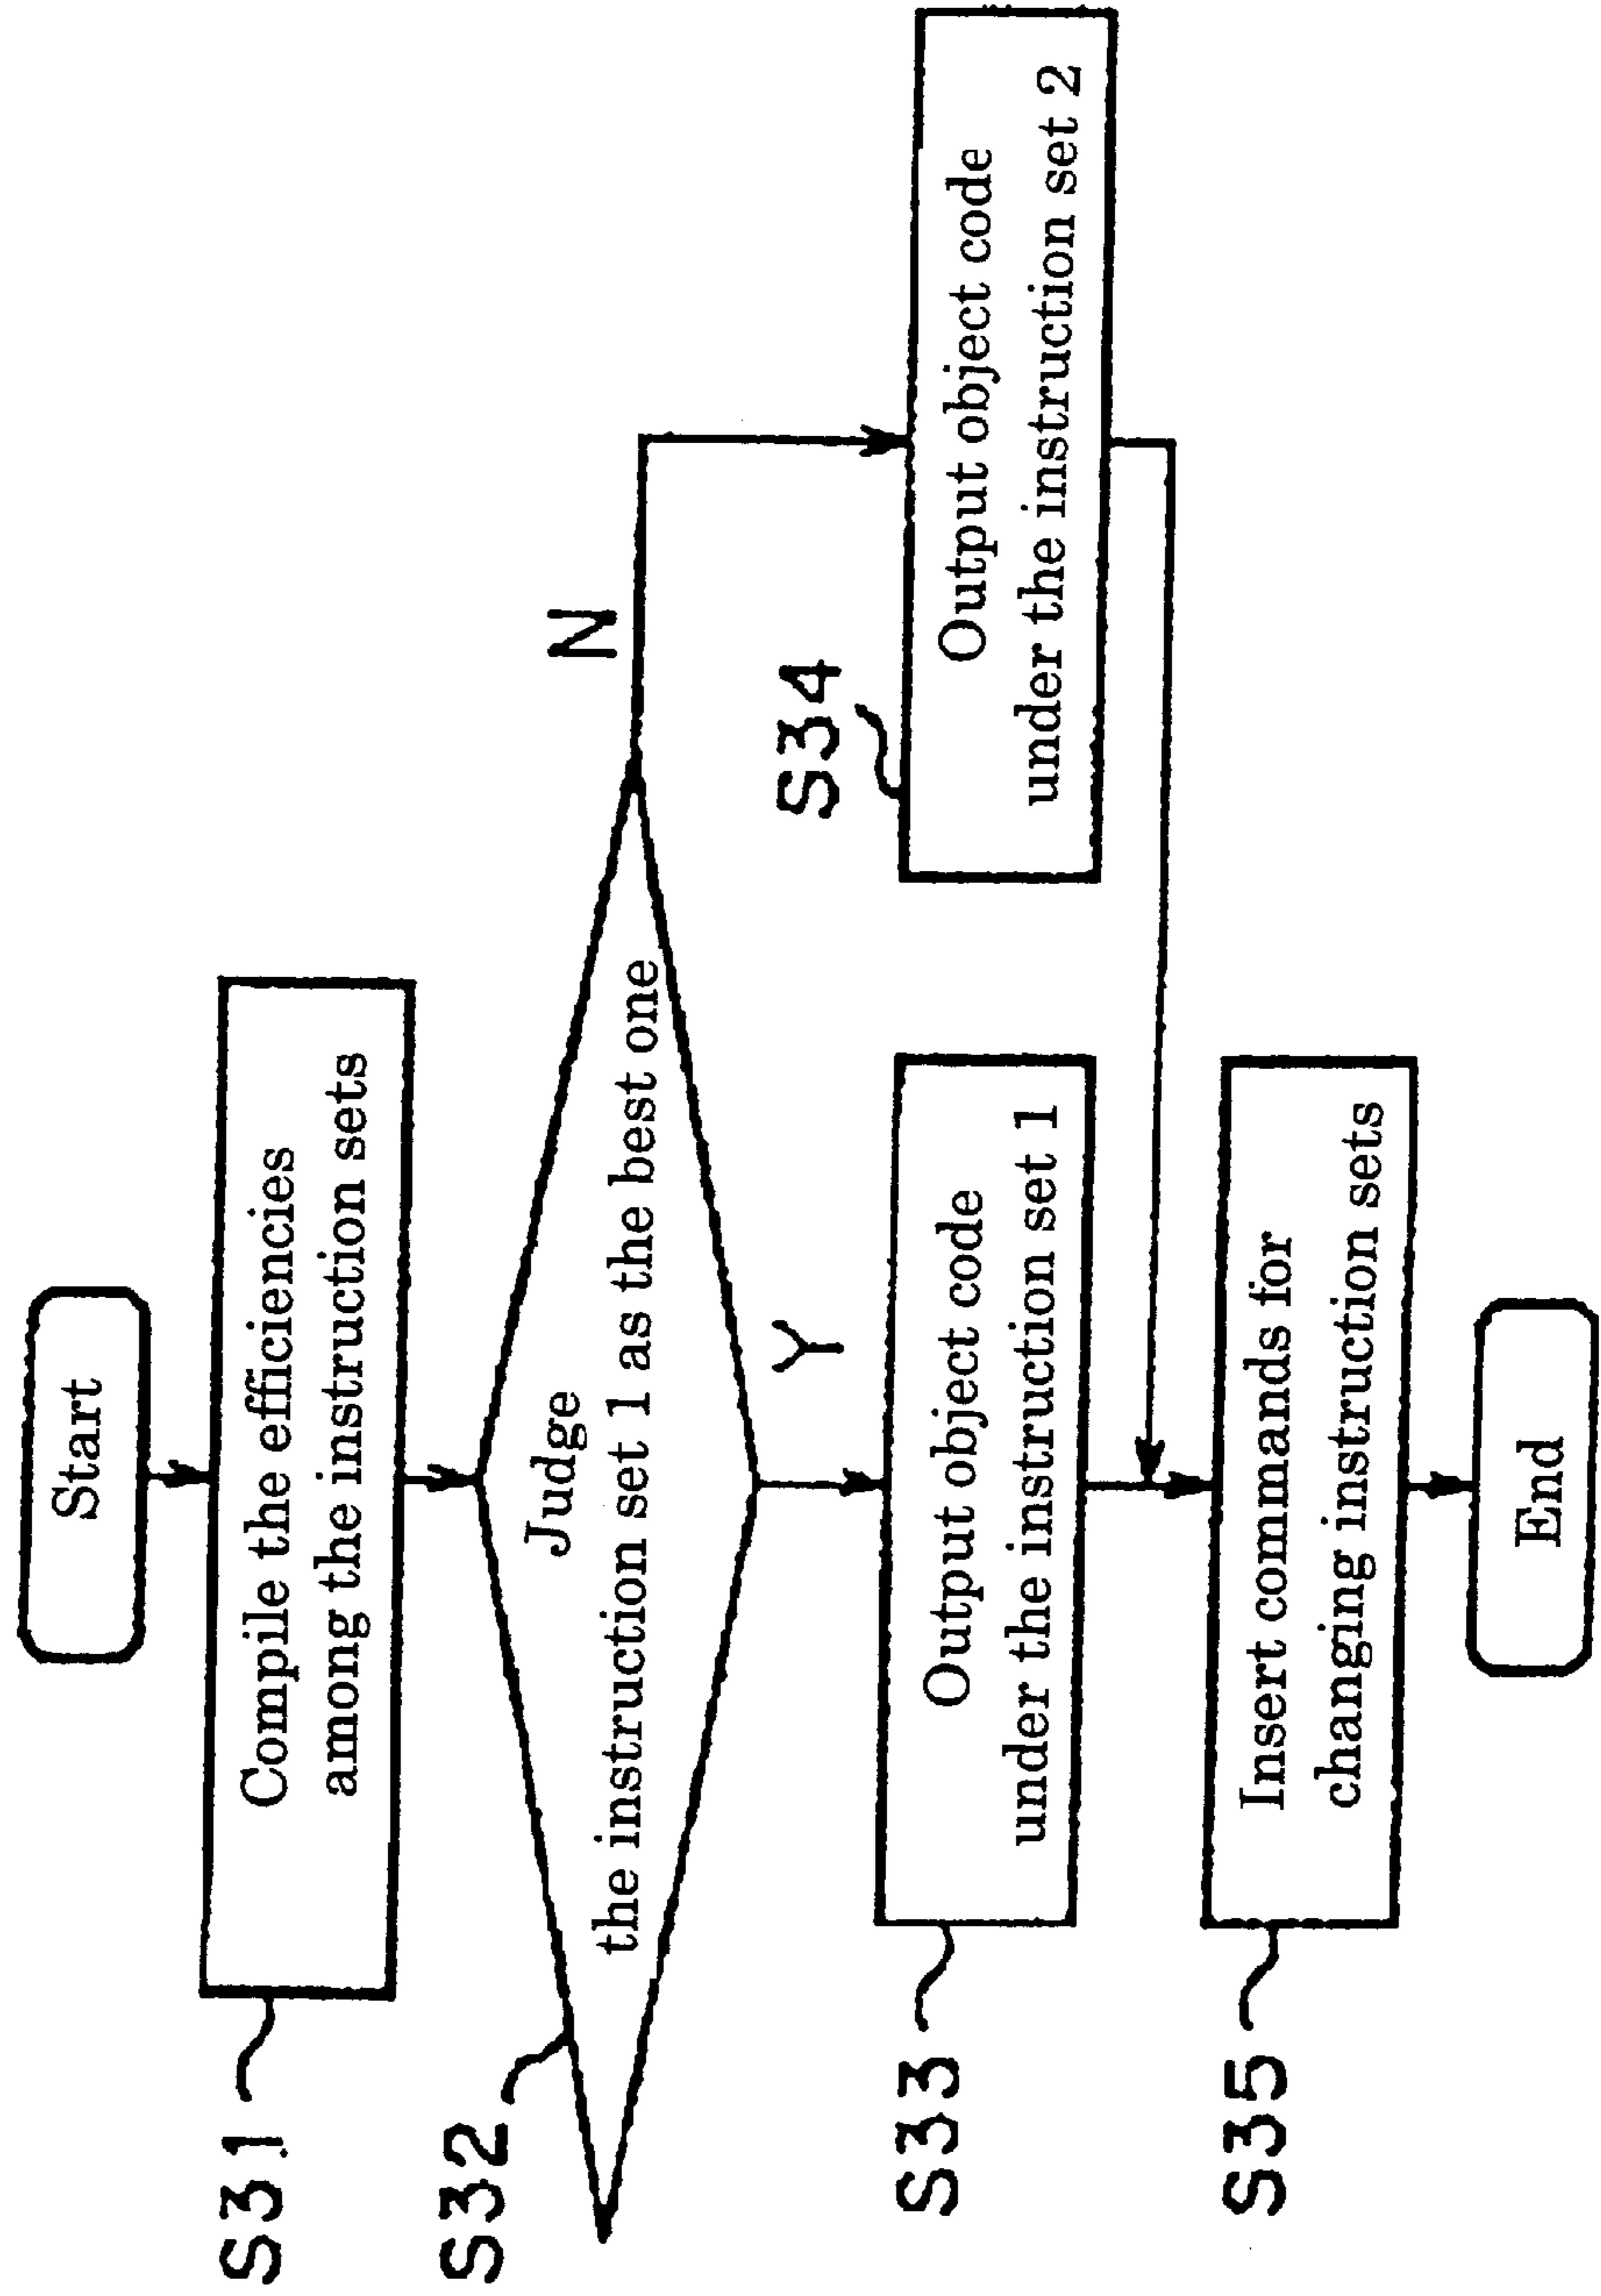 Start
S31
Compile the efficiencies
among the instruction sets
S32
Judge
the instruction set 1 as the best one
N
Y
S33
Output object code
under the instruction set 1
S34
Output object code
under the instruction set 2
S35
Insert commands for
changing instruction sets
End